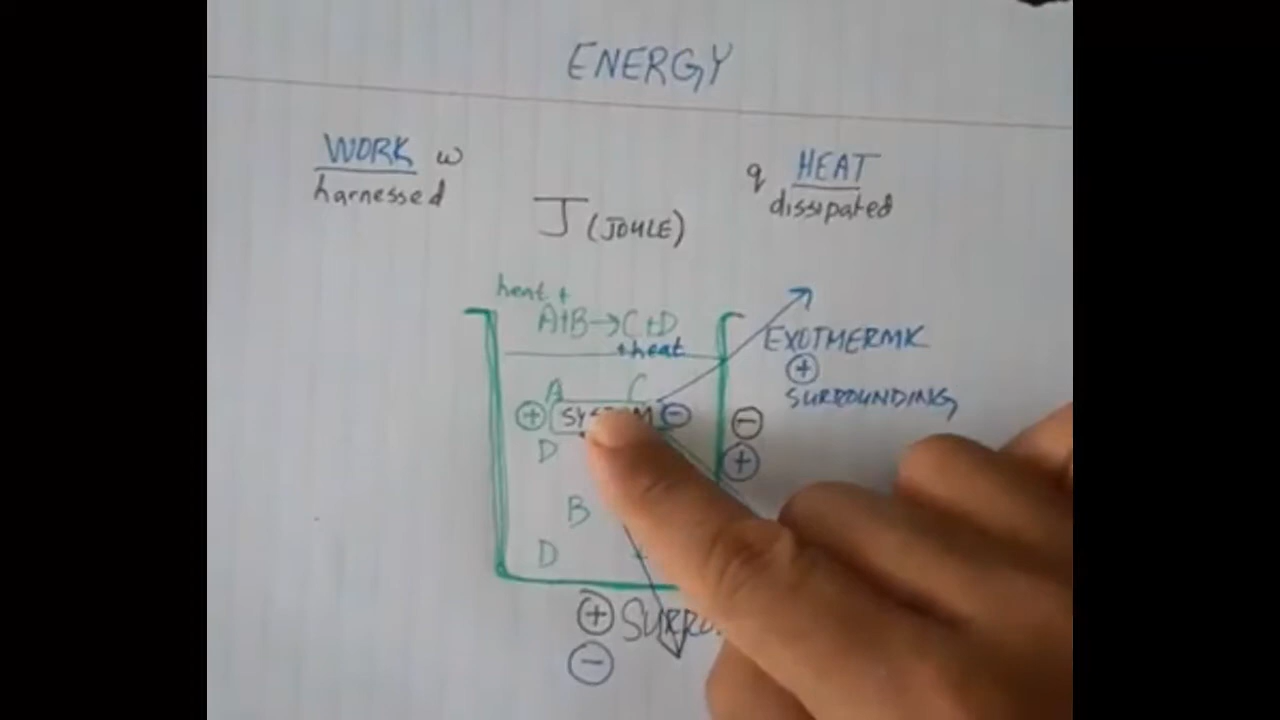 ENERGY
WORK w
harnessed
q HEAT
dissipated
J (JOULE)
heat +
A+B→C+D
+heat
EXOTHERMIC
⊕
SURROUNDING
A C
⊕ ⊖
⊖
D
⊕
B
D +
⊕
⊖